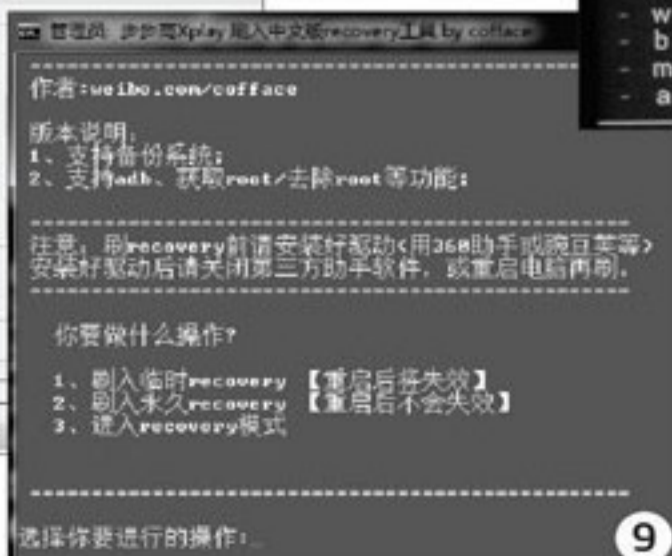 管理员: 步步高Xplay 刷入中文版recovery工具 by cofface
w
b
m
a
------------------------------------------------
作者:weibo.com/cofface
版本说明:
1、支持备份系统;
2、支持adb、获取root/去除root等功能;
------------------------------------------------
注意: 刷recovery前请安装好驱动<用360助手或豌豆荚等>
安装好驱动后请关闭第三方助手软件, 或重启电脑再刷.
------------------------------------------------
你要做什么操作?
1、刷入临时recovery 【重启后将失效】
2、刷入永久recovery 【重启后不会失效】
3、进入recovery模式
------------------------------------------------
选择你要进行的操作:_
9